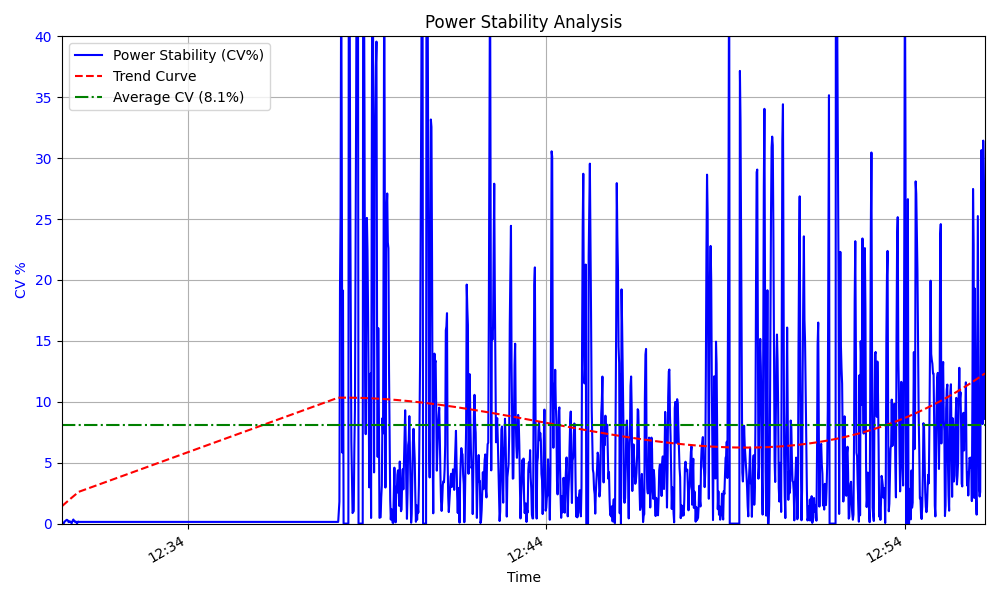 Power Stability Analysis
Power Stability (CV%)
Trend Curve
Average CV (8.1%)
40
35
30
25
20
15
10
5
0
CV %
12:34
12:44
12:54
Time